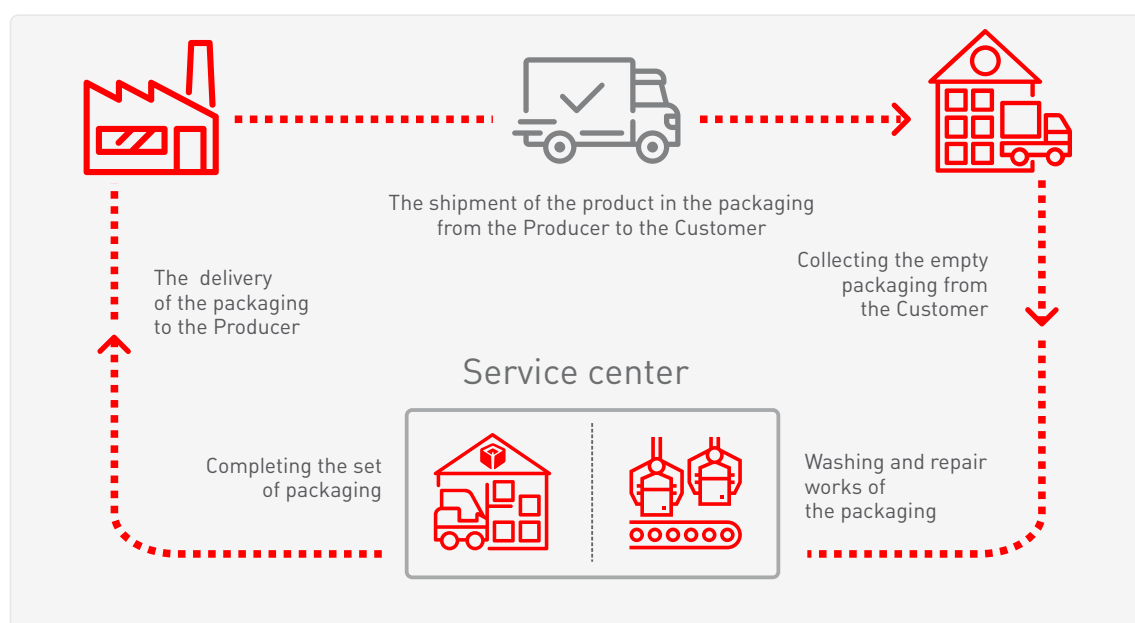 The shipment of the product in the packaging
from the Producer to the Customer
The delivery
of the packaging
to the Producer
Collecting the empty
packaging from
the Customer
Service center
Completing the set
of packaging
Washing and repair
works of
the packaging